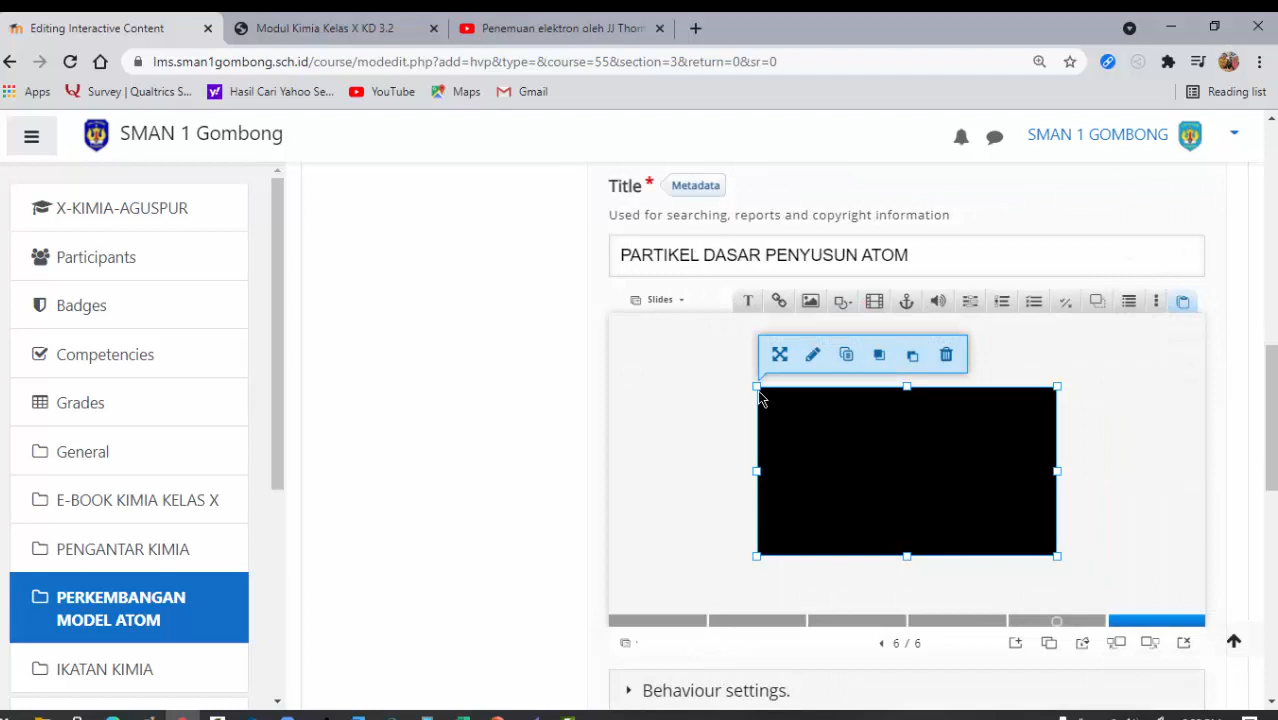 Editing Interactive Content
Modul Kimia Kelas X KD 3.2
Penemuan elektron oleh JJ Thom
lms.sman1gombong.sch.id/course/modedit.php?add=hvp&type=&course=55&section=3&return=0&sr=0
Apps
Survey | Qualtrics S...
Hasil Cari Yahoo Se...
YouTube
Maps
Gmail
Reading list
SMAN 1 Gombong
SMAN 1 GOMBONG
X-KIMIA-AGUSPUR
Participants
Badges
Competencies
Grades
General
E-BOOK KIMIA KELAS X
PENGANTAR KIMIA
PERKEMBANGAN
MODEL ATOM
IKATAN KIMIA
Title *
Metadata
Used for searching, reports and copyright information
PARTIKEL DASAR PENYUSUN ATOM
Slides
T
6 / 6
Behaviour settings.